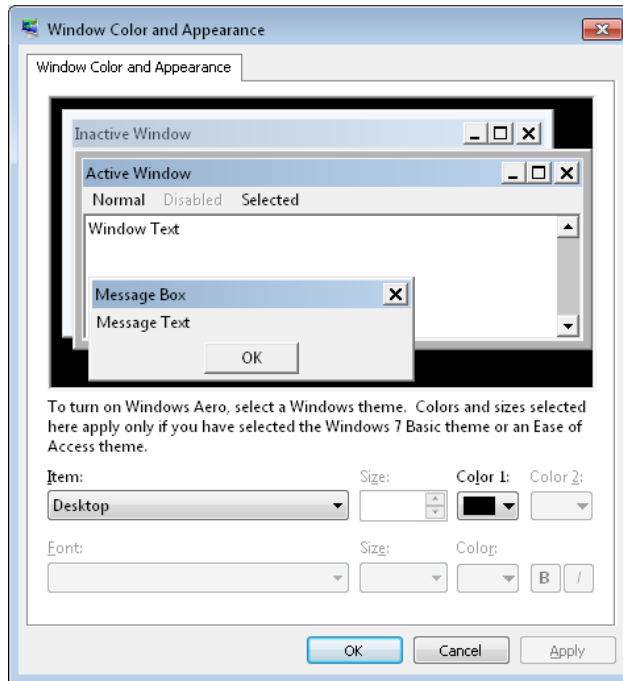 Window Color and Appearance
Window Color and Appearance
Inactive Window
Active Window
Normal Disabled Selected
Window Text
Message Box
Message Text
OK
To turn on Windows Aero, select a Windows theme. Colors and sizes selected
here apply only if you have selected the Windows 7 Basic theme or an Ease of
Access theme.
Item: Size: Color 1: Color 2:
Desktop
Font: Size: Color:
B I
OK Cancel Apply